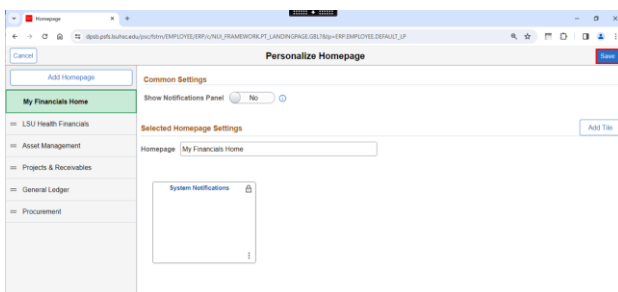 Homepage
dpsb.psfs.lsuhsc.edu/psc/fstrn/EMPLOYEE/ERP/c/NUI_FRAMEWORK.PT_LANDINGPAGE.GBL?&lp=ERP.EMPLOYEE.DEFAULT_LP
Cancel
Personalize Homepage
Save
Add Homepage
My Financials Home
LSU Health Financials
Asset Management
Projects & Receivables
General Ledger
Procurement
Common Settings
Show Notifications Panel No
Selected Homepage Settings
Add Tile
Homepage My Financials Home
System Notifications